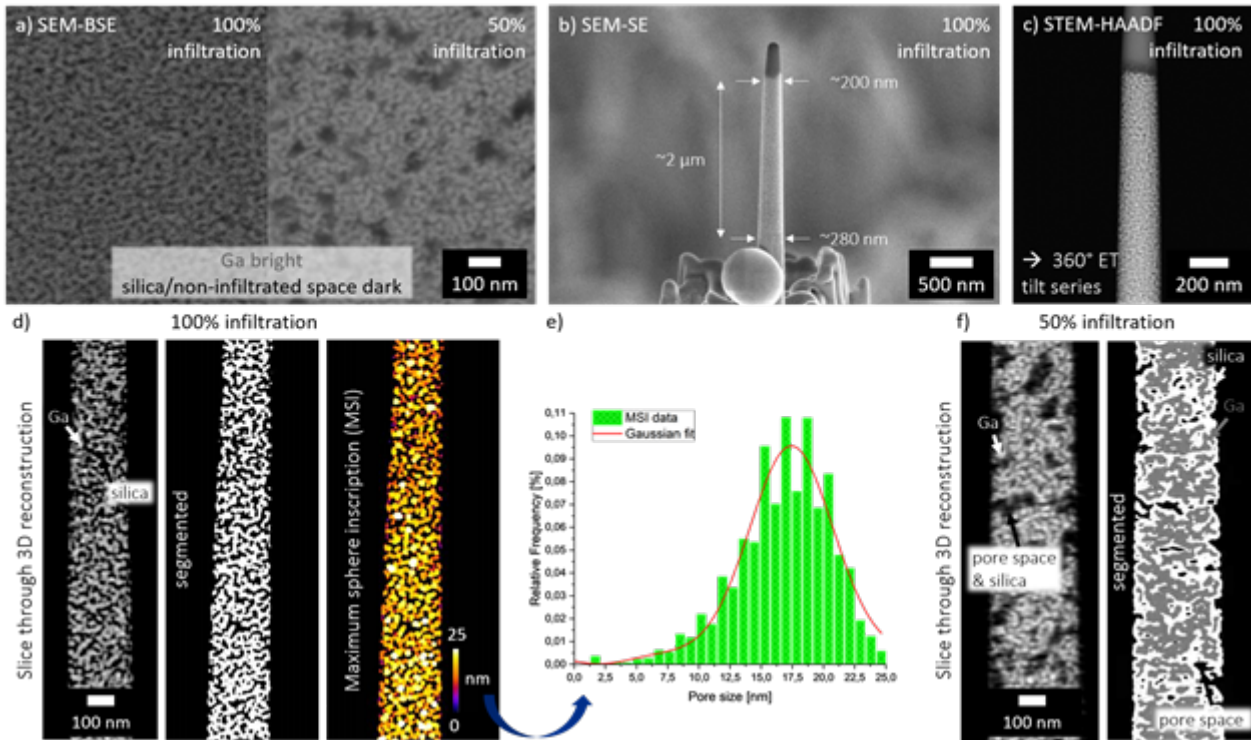 a) SEM-BSE
100%
infiltration
50%
infiltration
Ga bright
silica/non-infiltrated space dark
100 nm
b) SEM-SE
100%
infiltration
~200 nm
~2 μm
~280 nm
500 nm
c) STEM-HAADF
100%
infiltration
→ 360° ET
tilt series
200 nm
d)
100% infiltration
Slice through 3D reconstruction
Ga
silica
100 nm
segmented
Maximum sphere inscription (MSI)
25
nm
0
e)
MSI data
Gaussian fit
Relative Frequency [%]
0,11
0,10
0,09
0,08
0,07
0,06
0,05
0,04
0,03
0,02
0,01
0,00
0,0 2,5 5,0 7,5 10,0 12,5 15,0 17,5 20,0 22,5 25,0
Pore size [nm]
f)
50% infiltration
Slice through 3D reconstruction
Ga
pore space
& silica
100 nm
segmented
silica
Ga
pore space